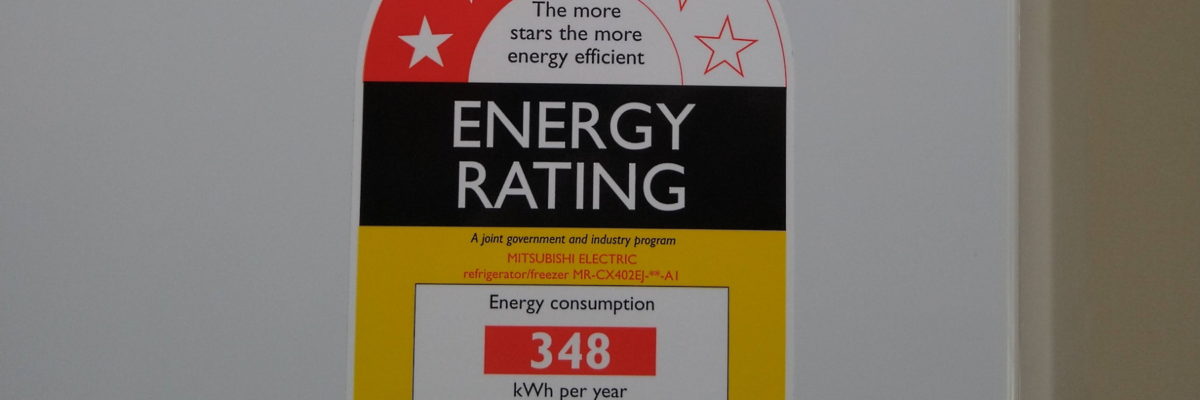 The more
stars the more
energy efficient
ENERGY
RATING
A joint government and industry program
MITSUBISHI ELECTRIC
refrigerator/freezer MR-CX402EJ-**-A1
Energy consumption
348
kWh per year